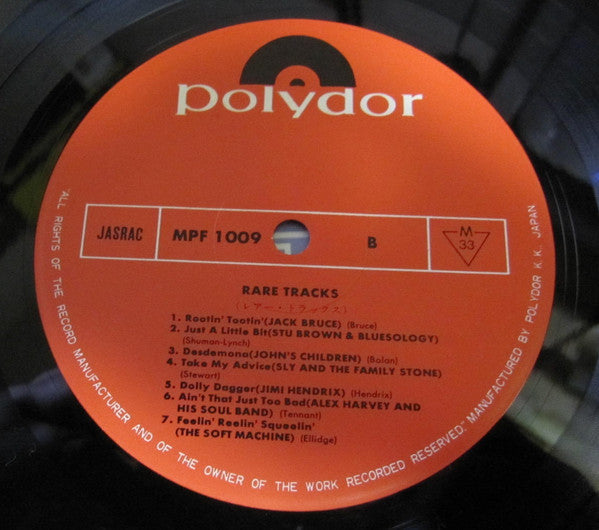 polydor
JASRAC
MPF 1009
B
M
33
RARE TRACKS
(レアー・トラックス)
1. Rootin' Tootin'(JACK BRUCE) (Bruce)
2. Just A Little Bit(STU BROWN & BLUESOLOGY)
(Shuman-Lynch)
3. Desdemona(JOHN'S CHILDREN) (Bolan)
4. Take My Advice(SLY AND THE FAMILY STONE)
(Stewart)
5. Dolly Dagger(JIMI HENDRIX) (Hendrix)
6. Ain't That Just Too Bad(ALEX HARVEY AND
HIS SOUL BAND) (Tennant)
7. Feelin' Reelin' Squeelin'
(THE SOFT MACHINE) (Ellidge)
"ALL RIGHTS OF THE RECORD MANUFACTURER AND OF THE OWNER OF THE WORK RECORDED RESERVED" MANUFACTURED BY POLYDOR K.K., JAPAN